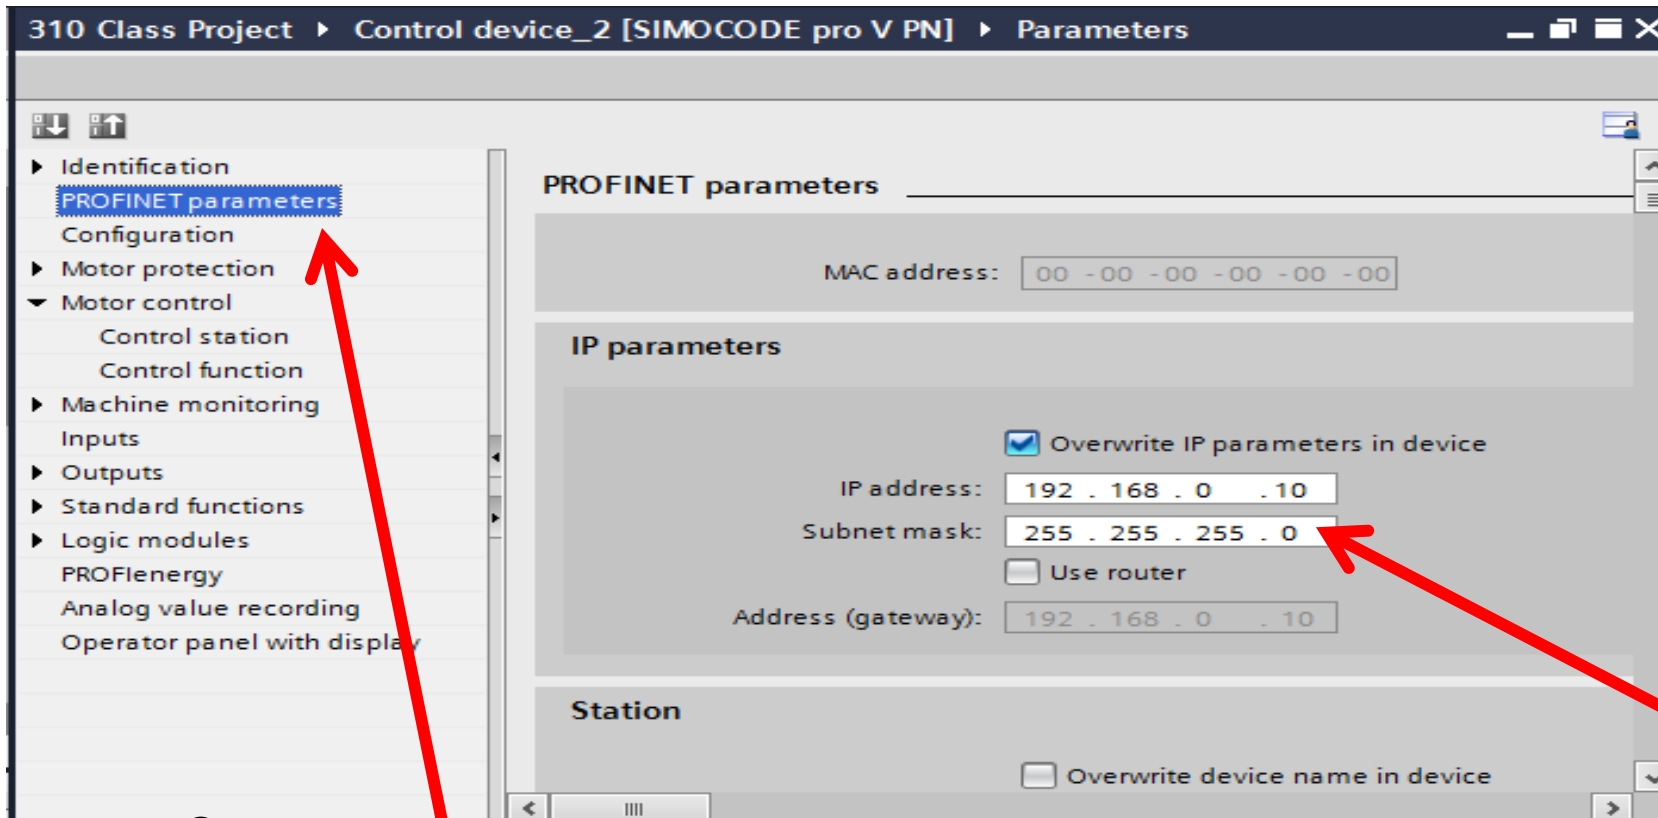 310 Class Project ▸ Control device_2 [SIMOCODE pro V PN] ▸ Parameters
Identification
PROFINET parameters
Configuration
Motor protection
Motor control
Control station
Control function
Machine monitoring
Inputs
Outputs
Standard functions
Logic modules
PROFIenergy
Analog value recording
Operator panel with display
PROFINET parameters
MAC address: 00 - 00 - 00 - 00 - 00 - 00
IP parameters
Overwrite IP parameters in device
IP address: 192 . 168 . 0 . 10
Subnet mask: 255 . 255 . 255 . 0
Use router
Address (gateway): 192 . 168 . 0 . 10
Station
Overwrite device name in device